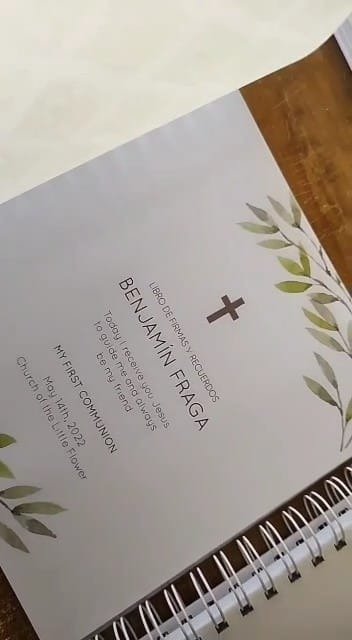 LIBRO DE FIRMAS Y RECUERDOS
BENJAMÍN FRAGA
Today I receive you Jesus
to guide me and always
be my friend
MY FIRST COMMUNION
May 14th, 2022
Church of the Little Flower